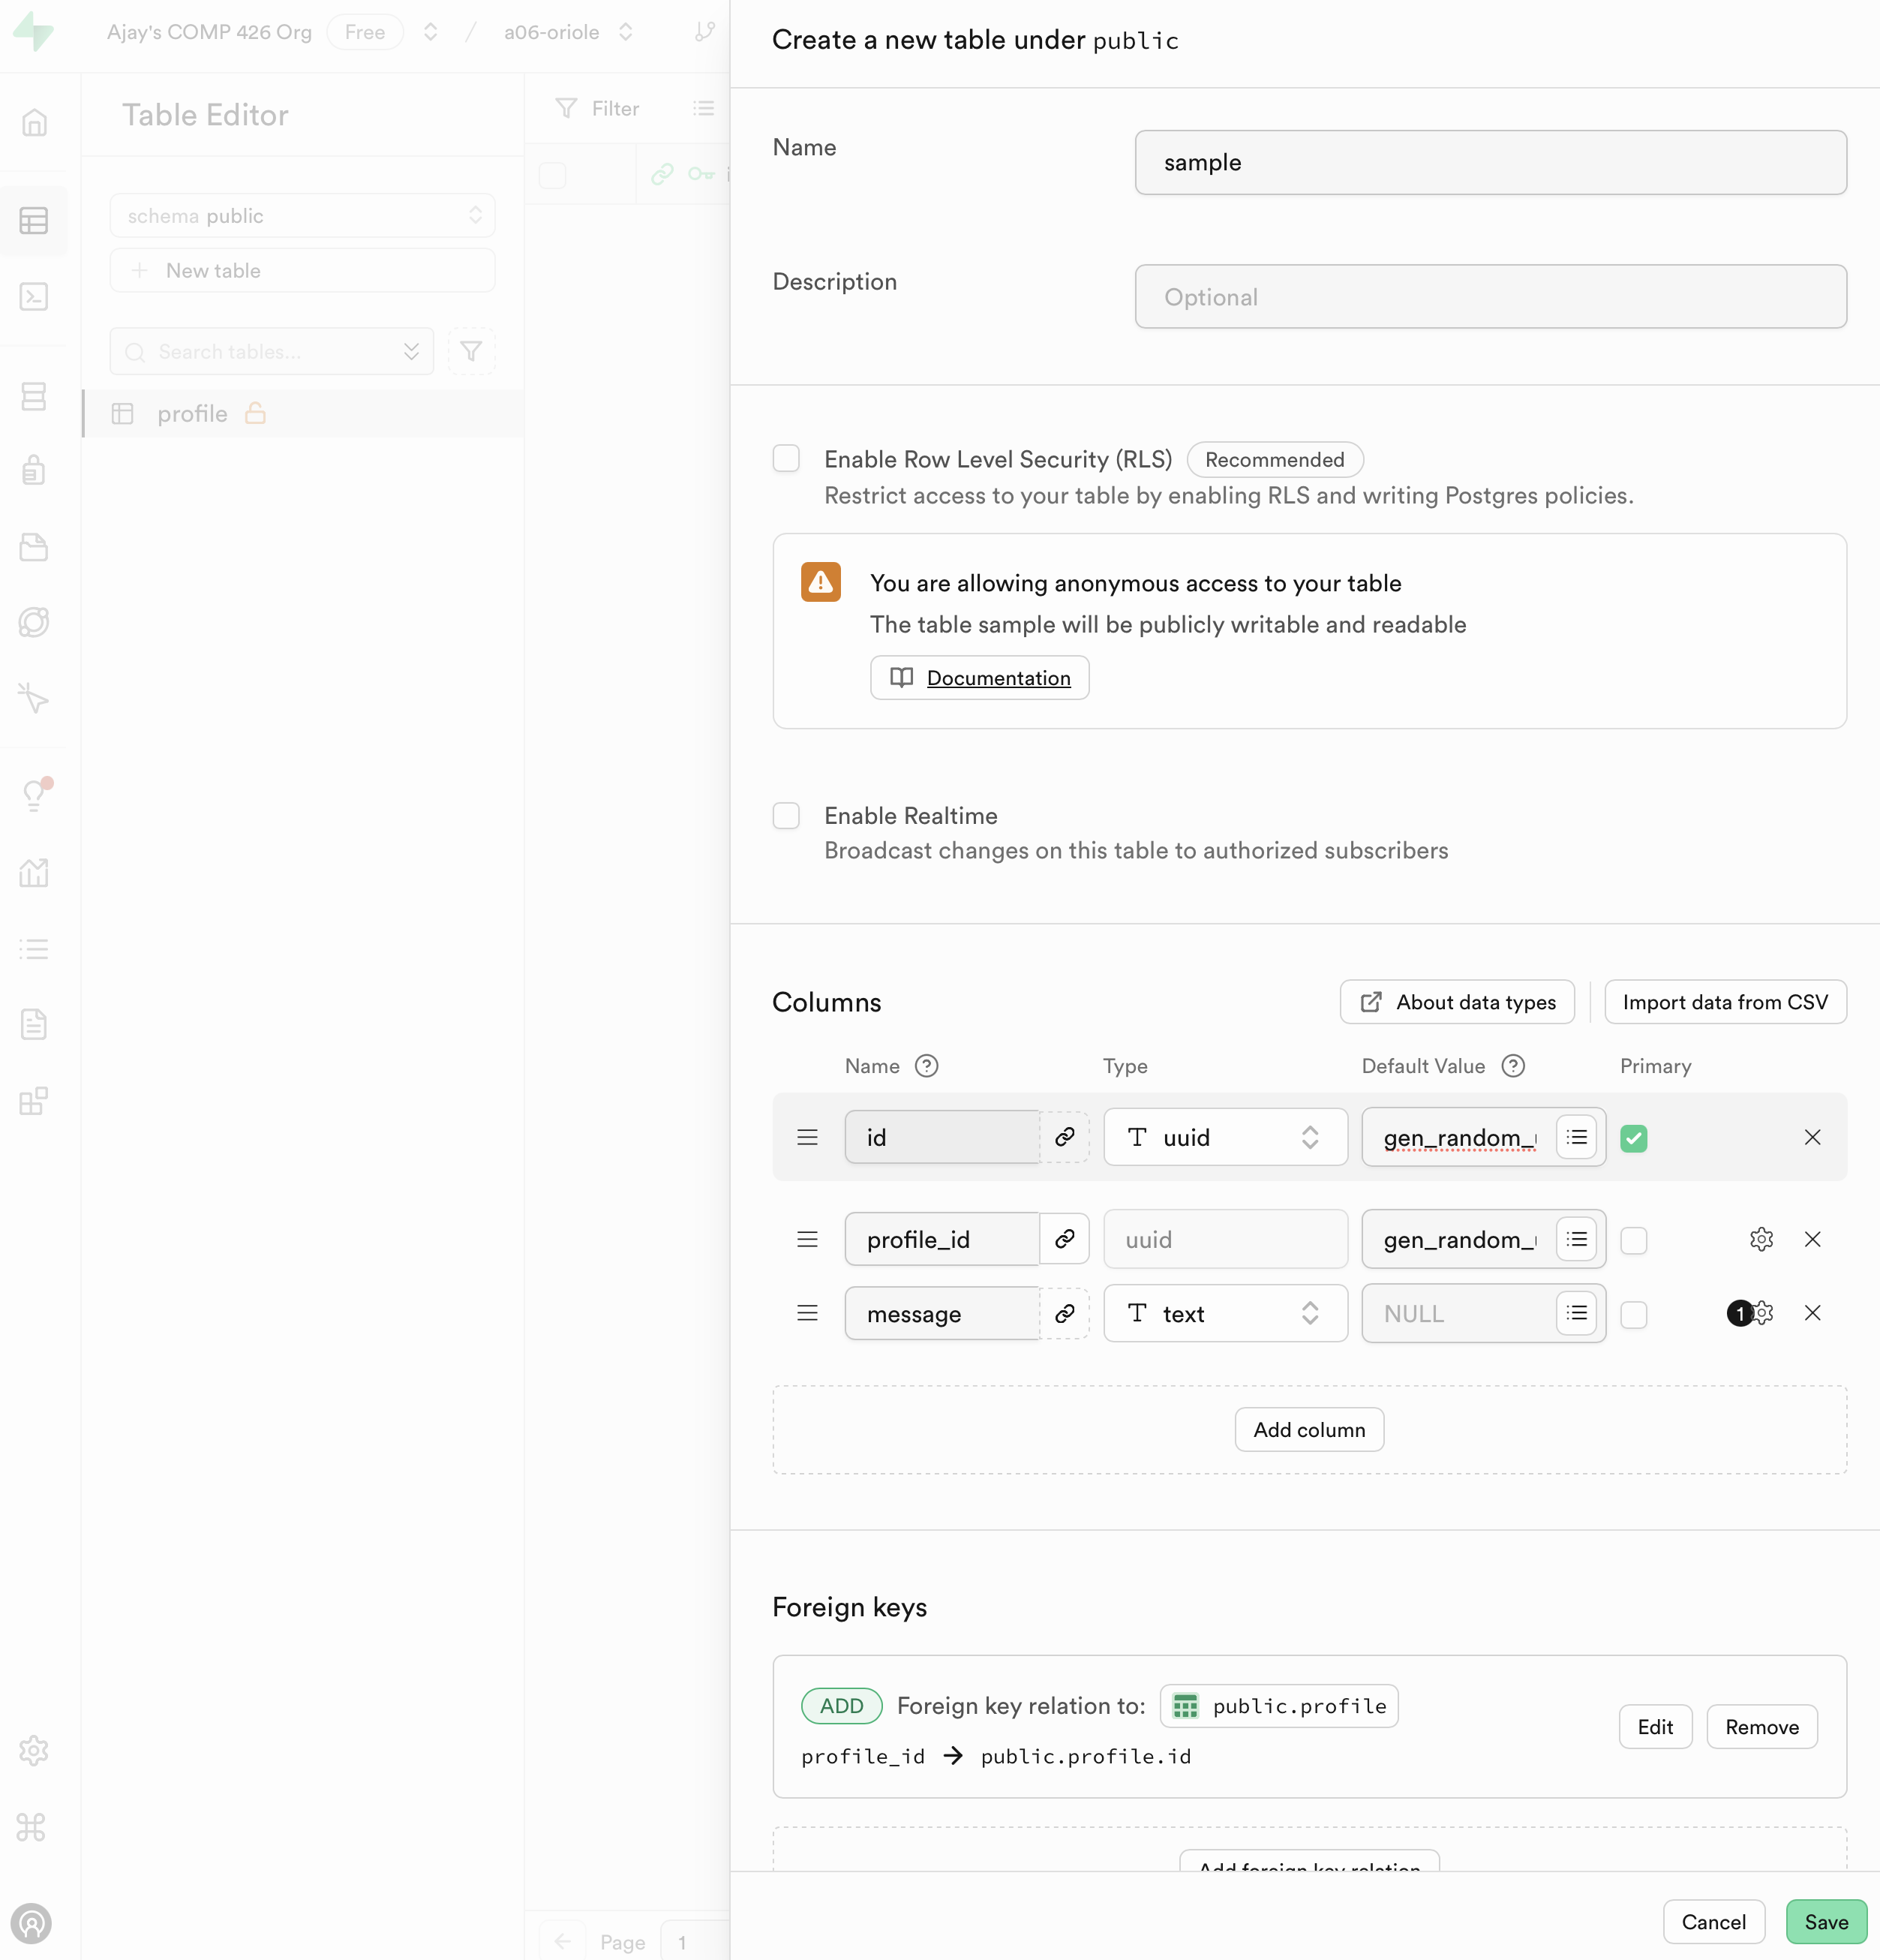 Ajay's COMP 426 Org Free / a06-oriole
Table Editor
schema public
New table
Search tables...
profile
Filter
Page 1
Create a new table under public
Name
sample
Description
Optional
Enable Row Level Security (RLS) Recommended
Restrict access to your table by enabling RLS and writing Postgres policies.
You are allowing anonymous access to your table
The table sample will be publicly writable and readable
Documentation
Enable Realtime
Broadcast changes on this table to authorized subscribers
Columns
About data types
Import data from CSV
Name Type Default Value Primary
id uuid gen_random_
profile_id uuid gen_random_
message text NULL 1
Add column
Foreign keys
ADD Foreign key relation to: public.profile
profile_id → public.profile.id
Edit
Remove
Add foreign key relation
Cancel
Save